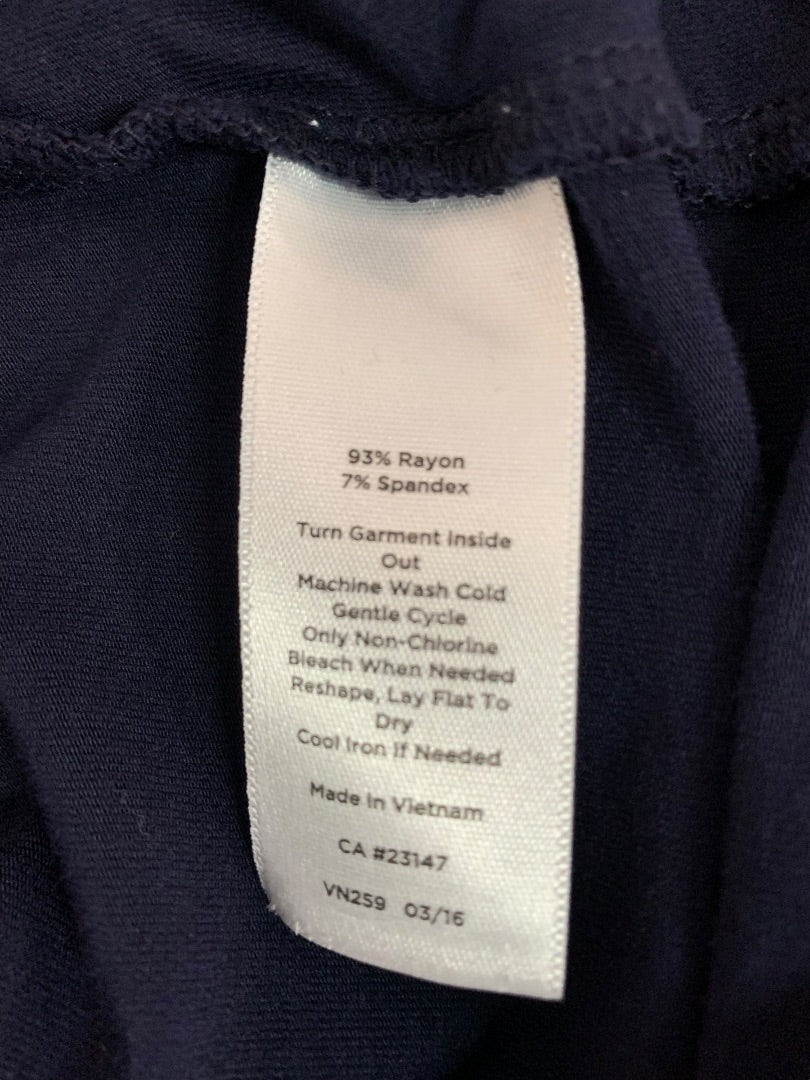 93% Rayon
7% Spandex
Turn Garment Inside
Out
Machine Wash Cold
Gentle Cycle
Only Non-Chlorine
Bleach When Needed
Reshape, Lay Flat To
Dry
Cool Iron If Needed
Made In Vietnam
CA #23147
VN259 03/16